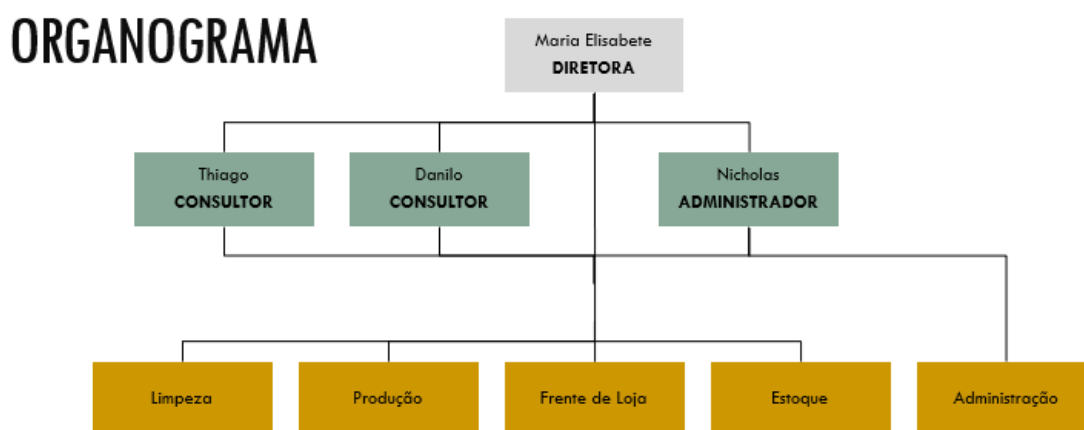 ORGANOGRAMA
Maria Elisabete
DIRETORA
Thiago
CONSULTOR
Danilo
CONSULTOR
Nicholas
ADMINISTRADOR
Limpeza
Produção
Frente de Loja
Estoque
Administração